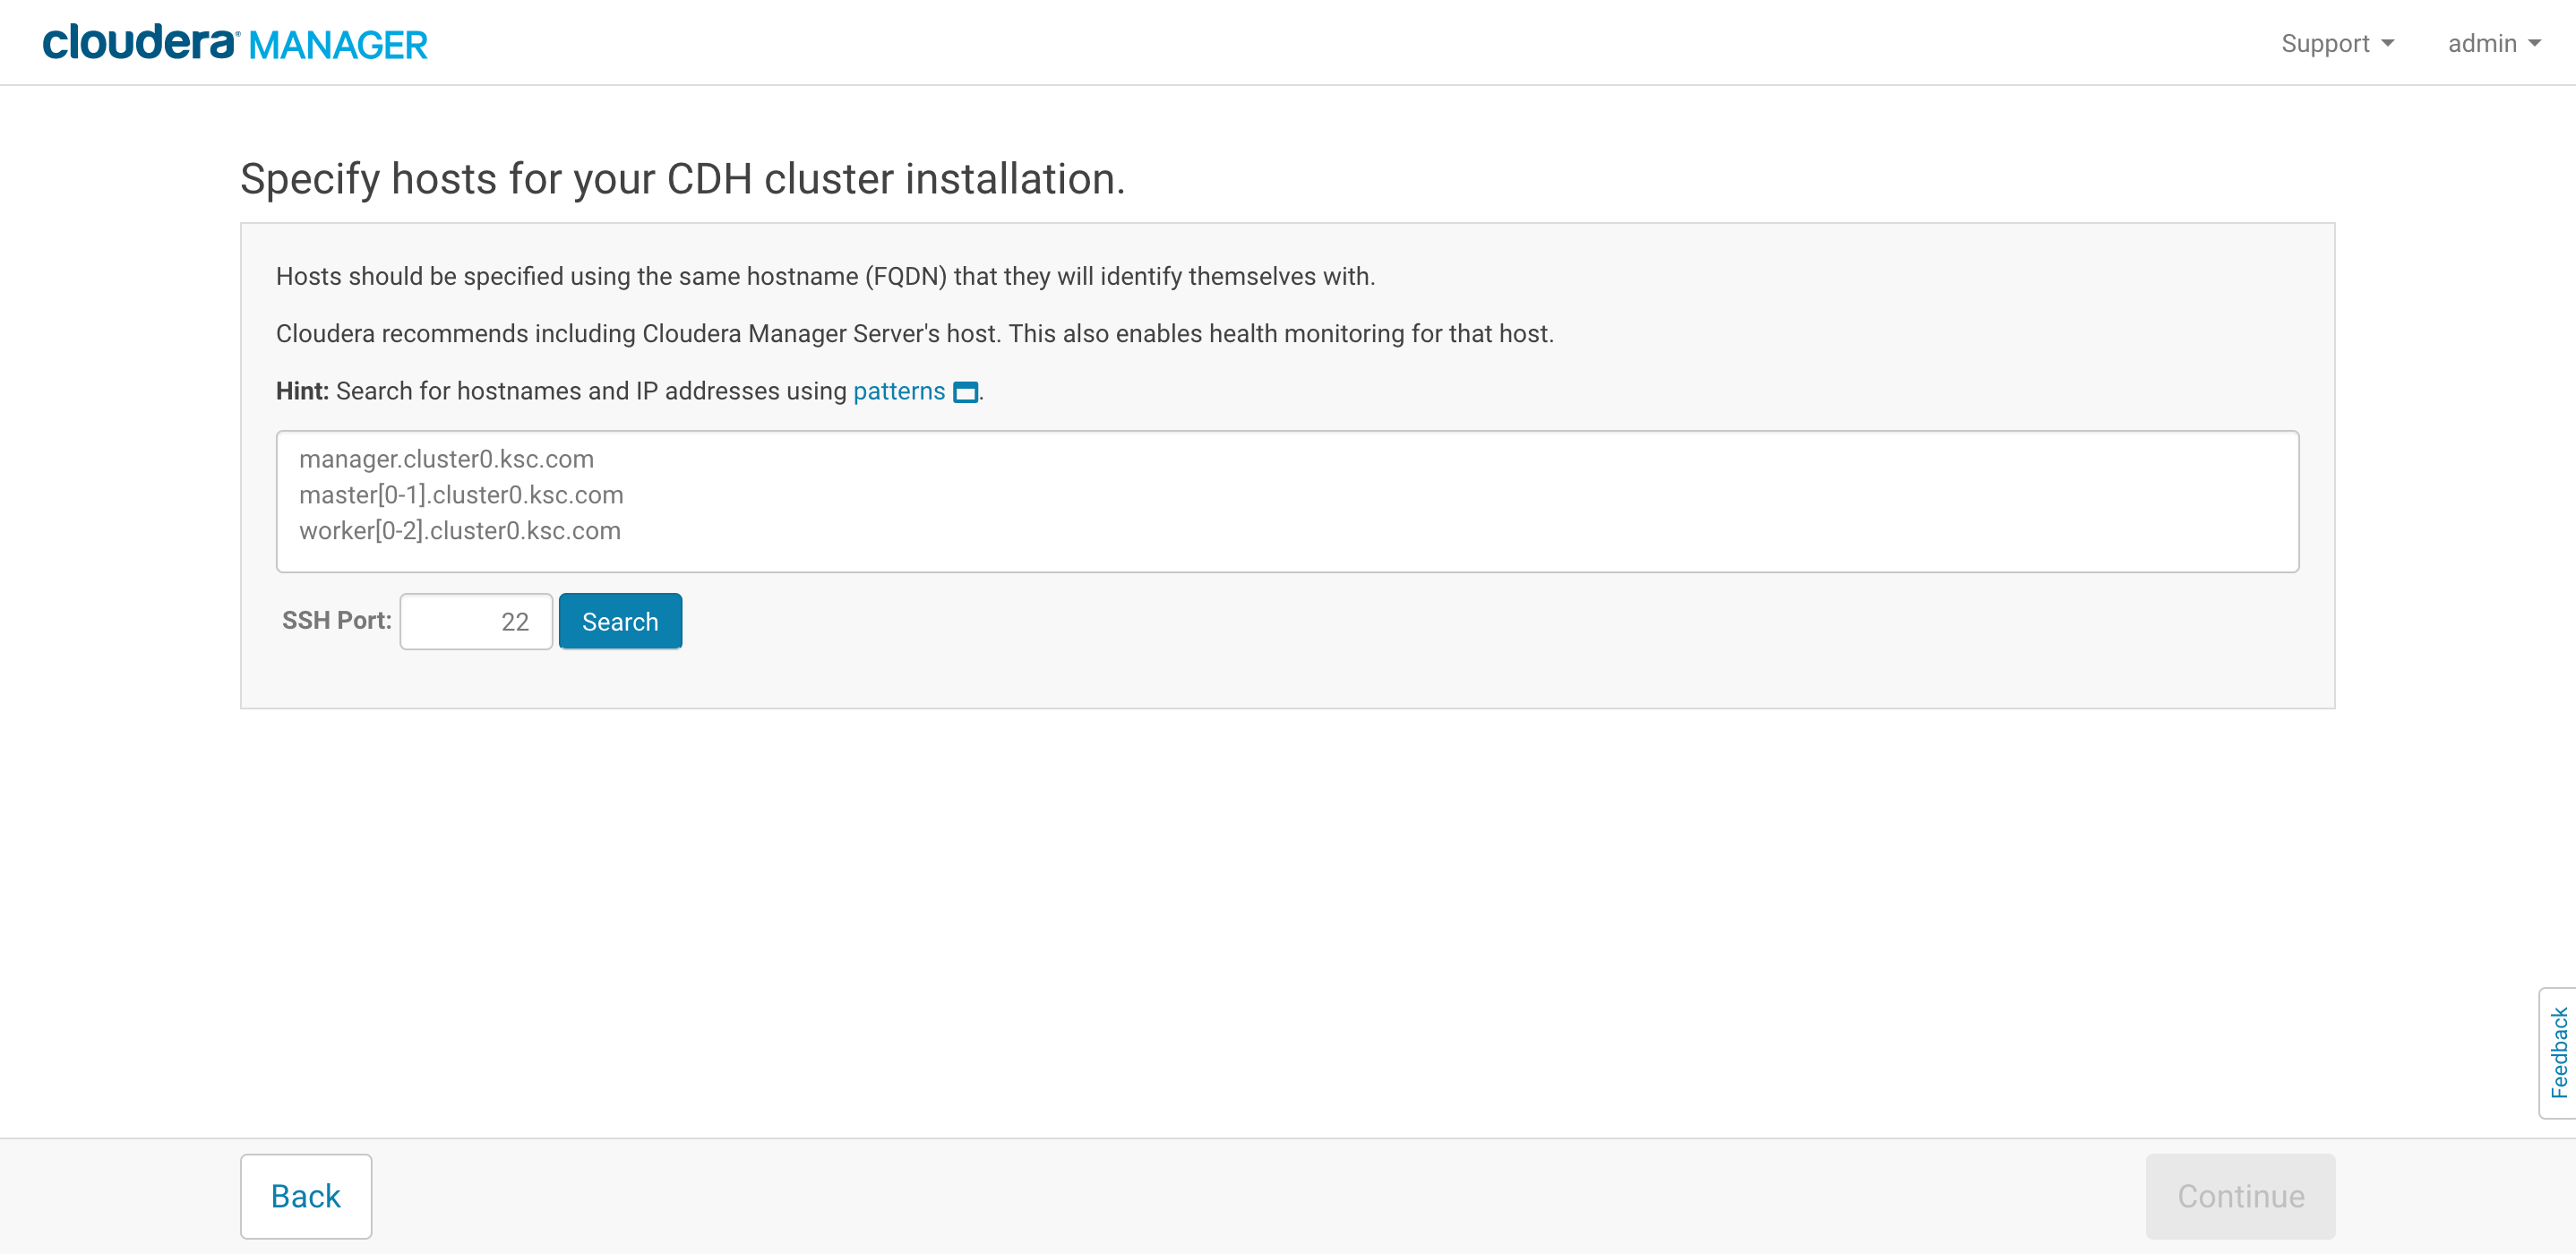 cloudera MANAGER
Support
admin
Specify hosts for your CDH cluster installation.
Hosts should be specified using the same hostname (FQDN) that they will identify themselves with.
Cloudera recommends including Cloudera Manager Server's host. This also enables health monitoring for that host.
Hint: Search for hostnames and IP addresses using patterns .
manager.cluster0.ksc.com
master[0-1].cluster0.ksc.com
worker[0-2].cluster0.ksc.com
SSH Port: 22 Search
Feedback
Back
Continue